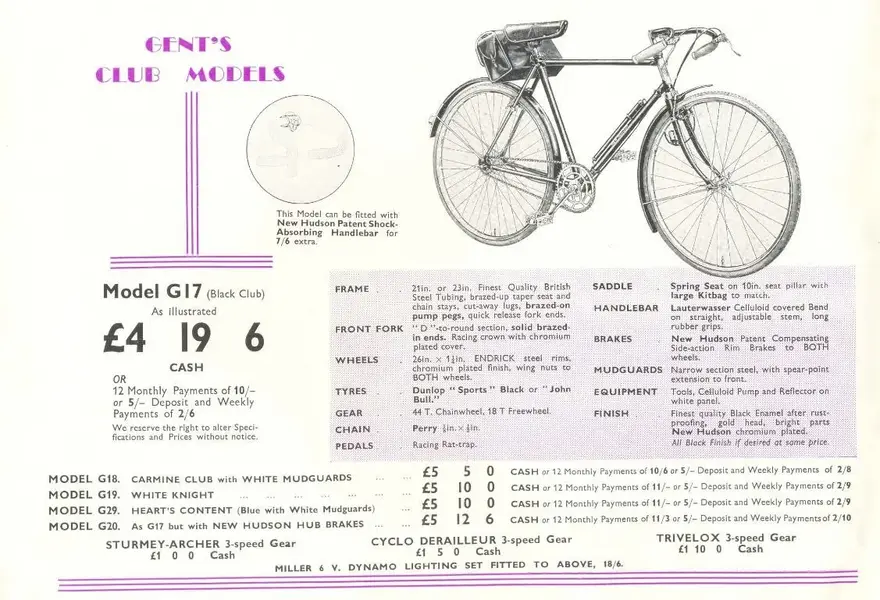 GENT'S
CLUB MODELS
This Model can be fitted with
New Hudson Patent Shock-
Absorbing Handlebar for
7/6 extra.
Model G17 (Black Club)
As illustrated
£4 19 6
CASH
OR
12 Monthly Payments of 10/–
or 5/– Deposit and Weekly
Payments of 2/6
We reserve the right to alter Speci-
fications and Prices without notice.
FRAME . 21in. or 23in. Finest Quality British
Steel Tubing, brazed-up taper seat and
chain stays, cut-away lugs, brazed-on
pump pegs, quick release fork ends.
FRONT FORK " D "-to-round section, solid brazed-
in ends. Racing crown with chromium
plated cover.
WHEELS . 26in. × 1¼in. ENDRICK steel rims,
chromium plated finish, wing nuts to
BOTH wheels.
TYRES . Dunlop " Sports " Black or " John
Bull."
GEAR . 44 T. Chainwheel, 18 T Freewheel.
CHAIN . Perry ½in. × ⅛in.
PEDALS . Racing Rat-trap.
SADDLE . Spring Seat on 10in. seat pillar with
large Kitbag to match.
HANDLEBAR Lauterwasser Celluloid covered Bend
on straight, adjustable stem, long
rubber grips.
BRAKES . New Hudson Patent Compensating
Side-action Rim Brakes to BOTH
wheels.
MUDGUARDS Narrow section steel, with spear-point
extension to front.
EQUIPMENT Tools, Celluloid Pump and Reflector on
white panel.
FINISH . Finest quality Black Enamel after rust-
proofing, gold head, bright parts
New Hudson chromium plated.
All Black Finish if desired at same price.
MODEL G18. CARMINE CLUB with WHITE MUDGUARDS ... ... £5 5 0 CASH or 12 Monthly Payments of 10/6 or 5/– Deposit and Weekly Payments of 2/8
MODEL G19. WHITE KNIGHT ... ... ... ... ... ... ... £5 10 0 CASH or 12 Monthly Payments of 11/– or 5/– Deposit and Weekly Payments of 2/9
MODEL G29. HEART'S CONTENT (Blue with White Mudguards) ... £5 10 0 CASH or 12 Monthly Payments of 11/– or 5/– Deposit and Weekly Payments of 2/9
MODEL G20. As G17 but with NEW HUDSON HUB BRAKES ... ... £5 12 6 CASH or 12 Monthly Payments of 11/3 or 5/– Deposit and Weekly Payments of 2/10
STURMEY-ARCHER 3-speed Gear
£1 0 0 Cash
CYCLO DERAILLEUR 3-speed Gear
£1 5 0 Cash
TRIVELOX 3-speed Gear
£1 10 0 Cash
MILLER 6 V. DYNAMO LIGHTING SET FITTED TO ABOVE, 18/6.